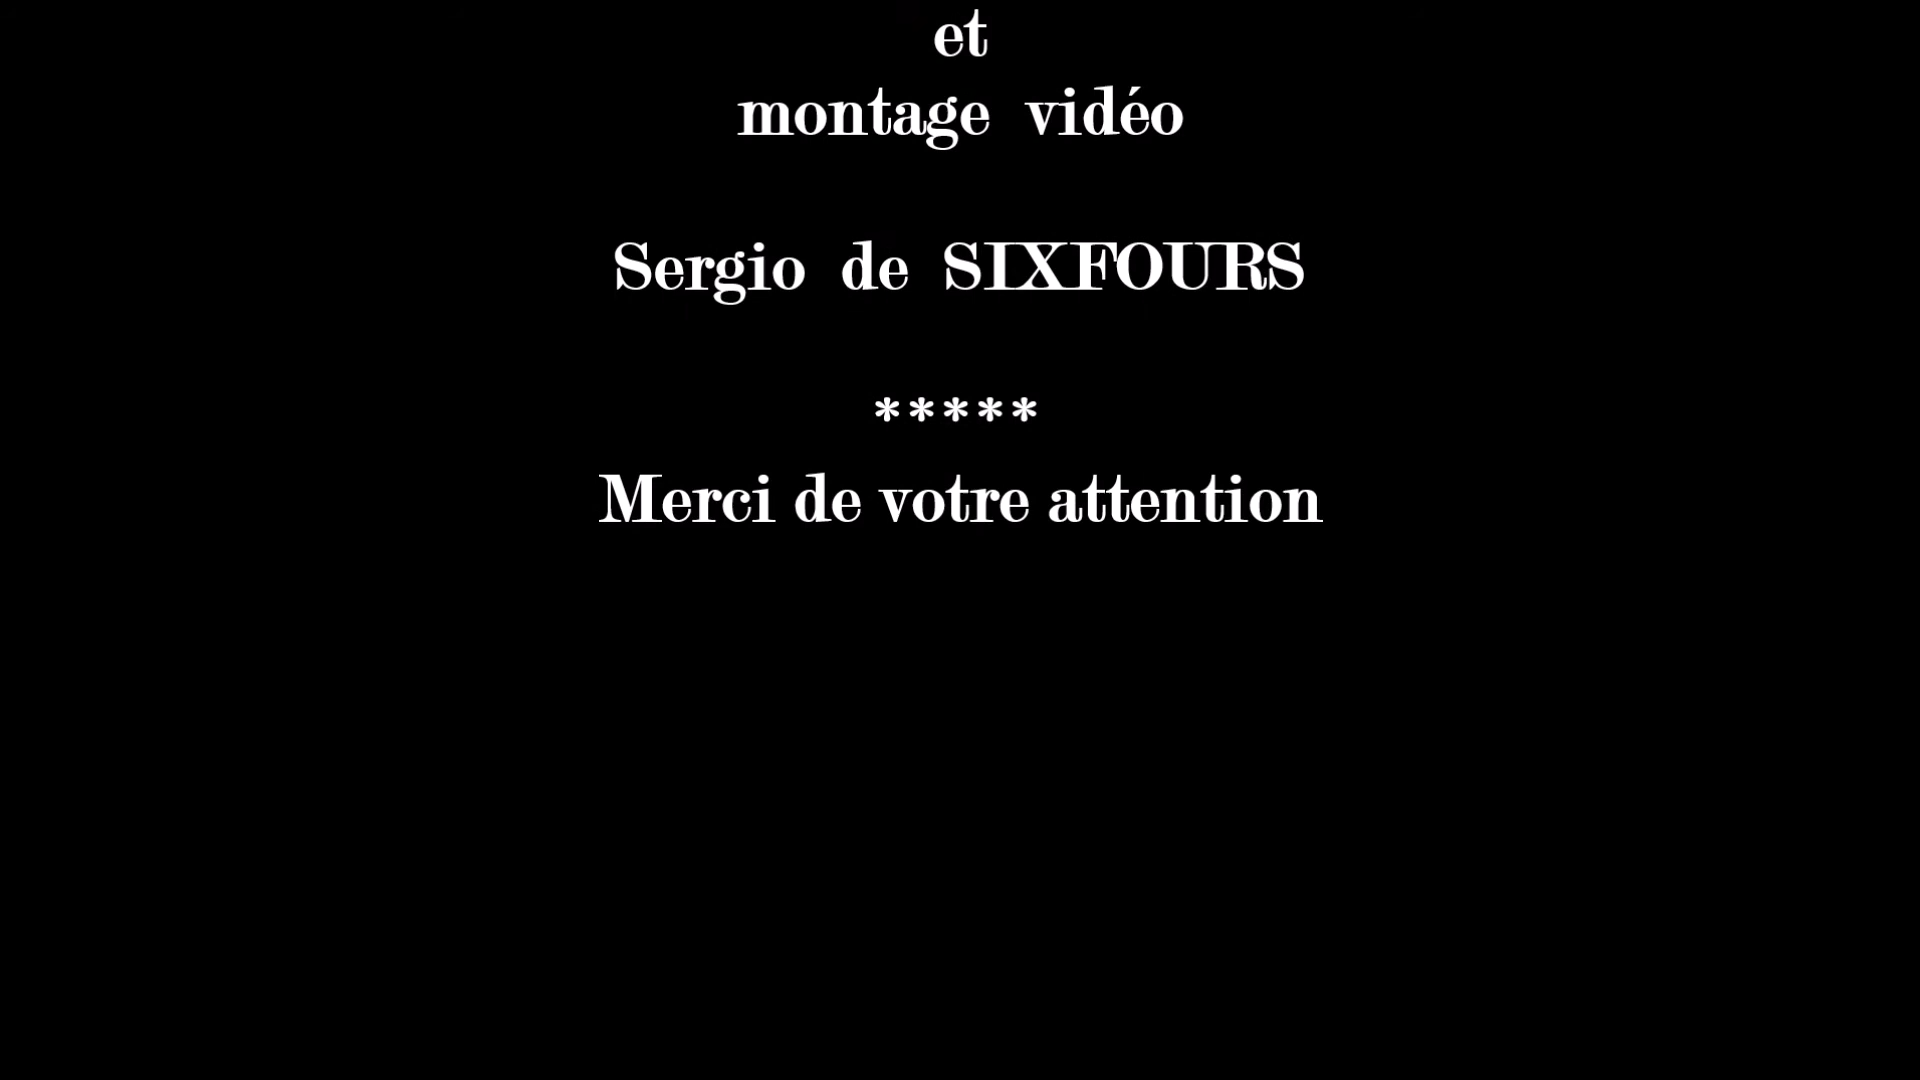 et
montage vidéo
Sergio de SIXFOURS
*****
Merci de votre attention